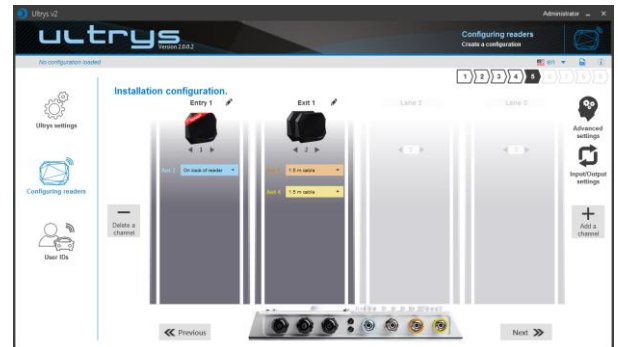 Ultrys v2
Administrator
ultrys
Version 2.0.0.2
Configuring readers
Create a configuration
No configuration loaded
en
1 2 3 4 5
Installation configuration.
Entry 1
Exit 1
Lane 2
1
2
On back of reader
1.5 m cable
1.5 m cable
Ultrys settings
Configuring readers
User IDs
Delete a
channel
Advanced
settings
Input/Output
settings
Add a
channel
Previous
Next